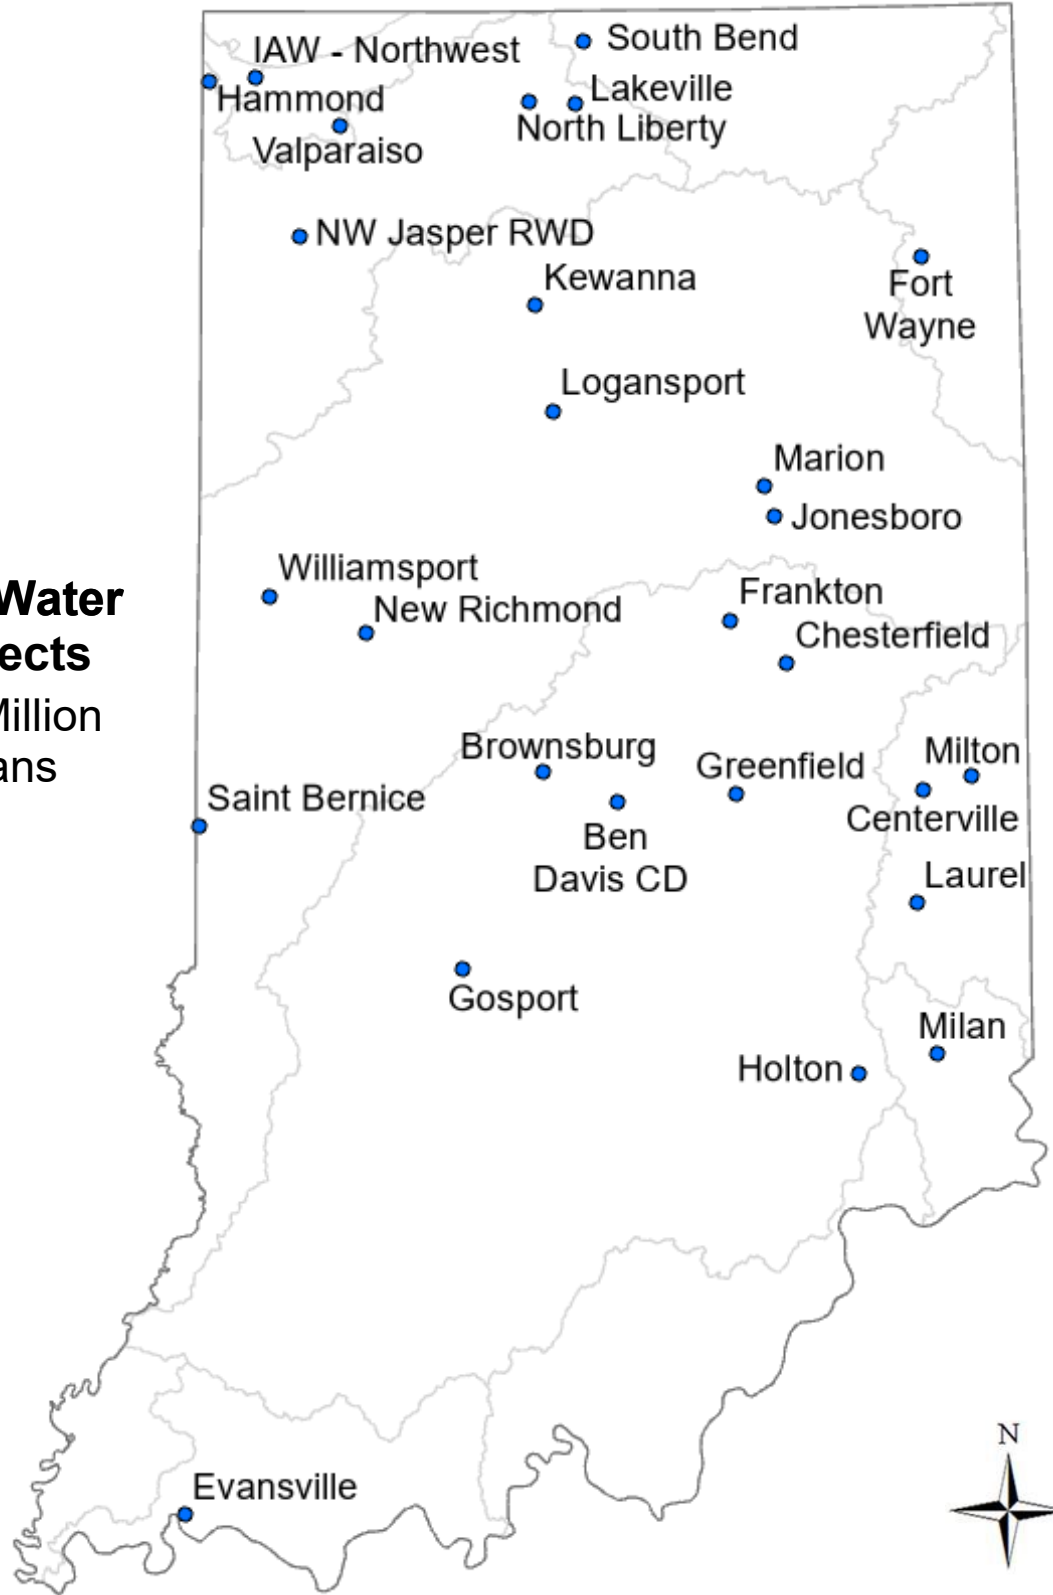 South Bend
IAW - Northwest
Hammond
Lakeville
North Liberty
Valparaiso
NW Jasper RWD
Kewanna
Fort
Wayne
Logansport
Marion
Jonesboro
Williamsport
New Richmond
Frankton
Chesterfield
Water
ects
Million
ans
Brownsburg
Greenfield
Milton
Saint Bernice
Centerville
Ben
Davis CD
Laurel
Gosport
Milan
Holton
Evansville
N